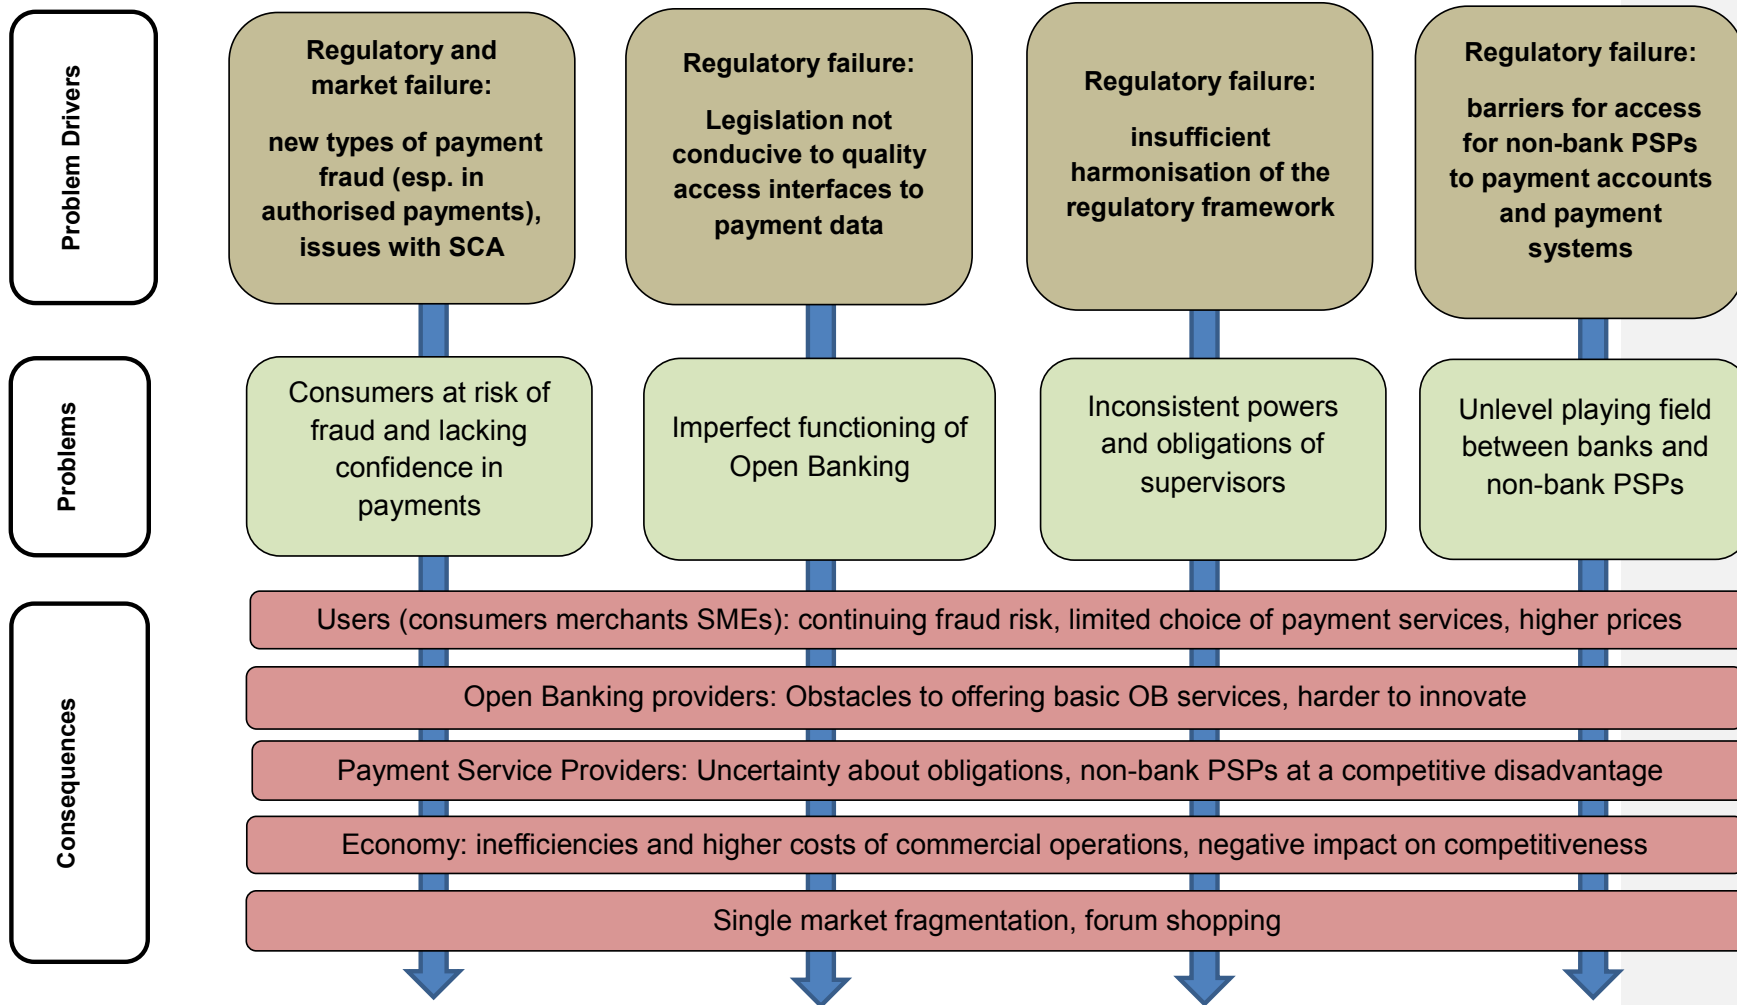 Problem Drivers
Regulatory and
market failure:
new types of payment
fraud (esp. in
authorised payments),
issues with SCA
Regulatory failure:
Legislation not
conducive to quality
access interfaces to
payment data
Regulatory failure:
insufficient
harmonisation of the
regulatory framework
Regulatory failure:
barriers for access
for non-bank PSPs
to payment accounts
and payment
systems
Problems
Consumers at risk of
fraud and lacking
confidence in
payments
Imperfect functioning of
Open Banking
Inconsistent powers
and obligations of
supervisors
Unlevel playing field
between banks and
non-bank PSPs
Consequences
Users (consumers merchants SMEs): continuing fraud risk, limited choice of payment services, higher prices
Open Banking providers: Obstacles to offering basic OB services, harder to innovate
Payment Service Providers: Uncertainty about obligations, non-bank PSPs at a competitive disadvantage
Economy: inefficiencies and higher costs of commercial operations, negative impact on competitiveness
Single market fragmentation, forum shopping